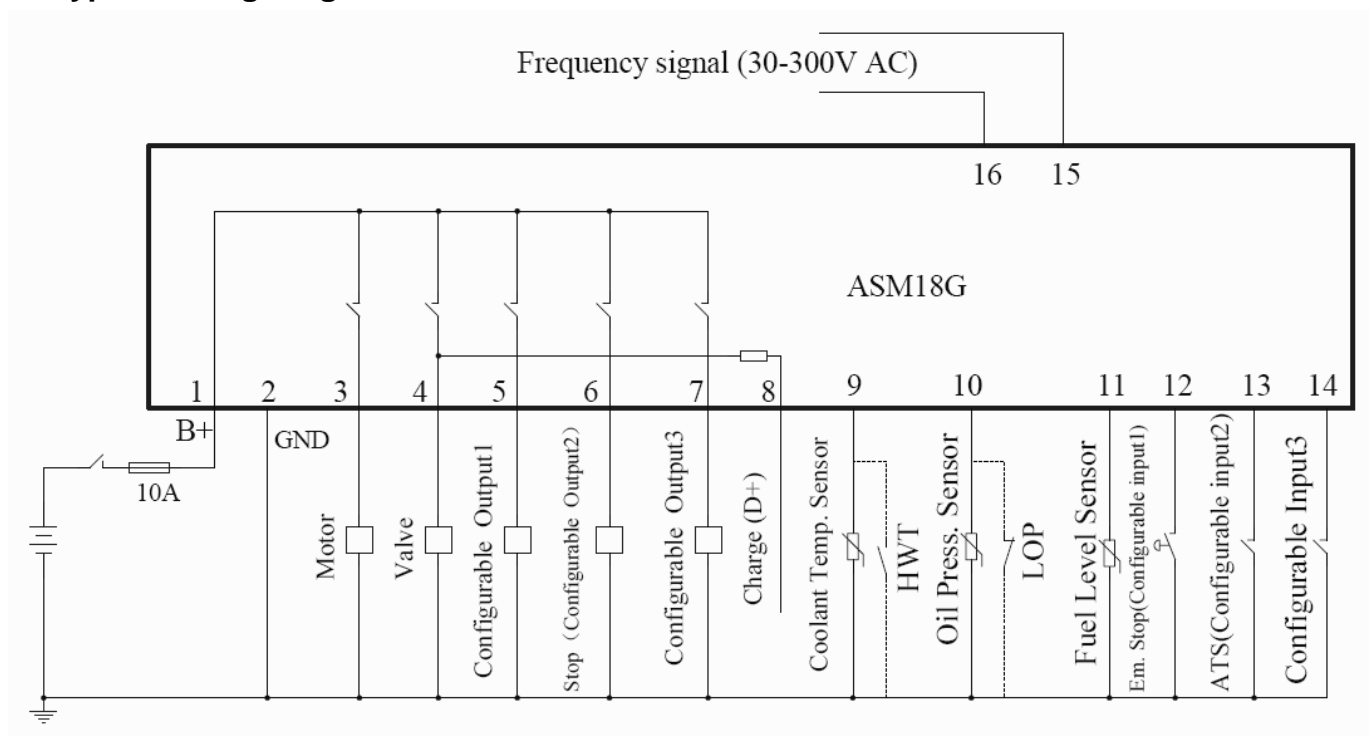 Frequency signal (30-300V AC)
16
15
ASM18G
1
2
3
4
5
6
7
8
9
10
11
12
13
14
B+
GND
10A
Motor
Valve
Configurable Output1
Stop (Configurable Output2)
Configurable Output3
Charge (D+)
Coolant Temp. Sensor
HWT
Oil Press. Sensor
LOP
Fuel Level Sensor
Em. Stop(Configurable input1)
ATS(Configurable input2)
Configurable Input3